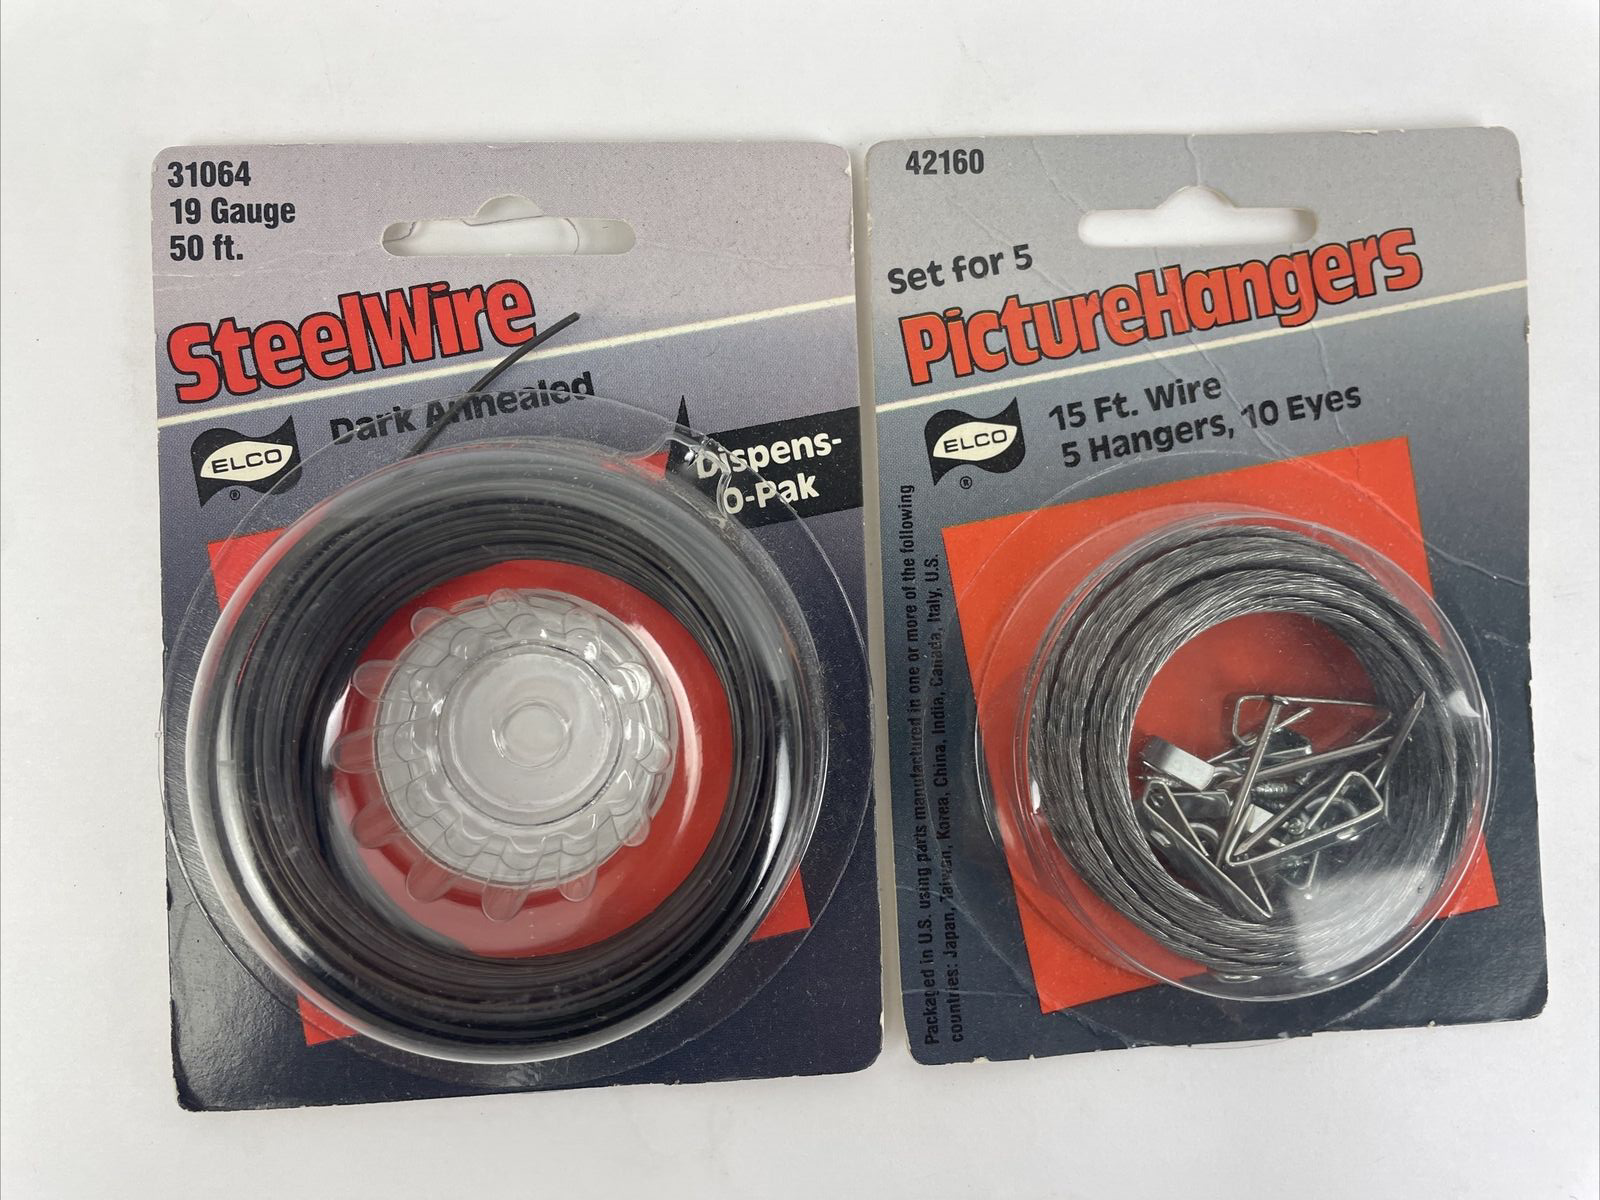 31064
19 Gauge
50 ft.
SteelWire
Dark Annealed
ELCO
®
Dispens-
O-Pak
42160
Set for 5
PictureHangers
ELCO
®
15 Ft. Wire
5 Hangers, 10 Eyes
Packaged in U.S. using parts manufactured in one or more of the following
countries: Japan, Taiwan, Korea, China, India, Canada, Italy, U.S.